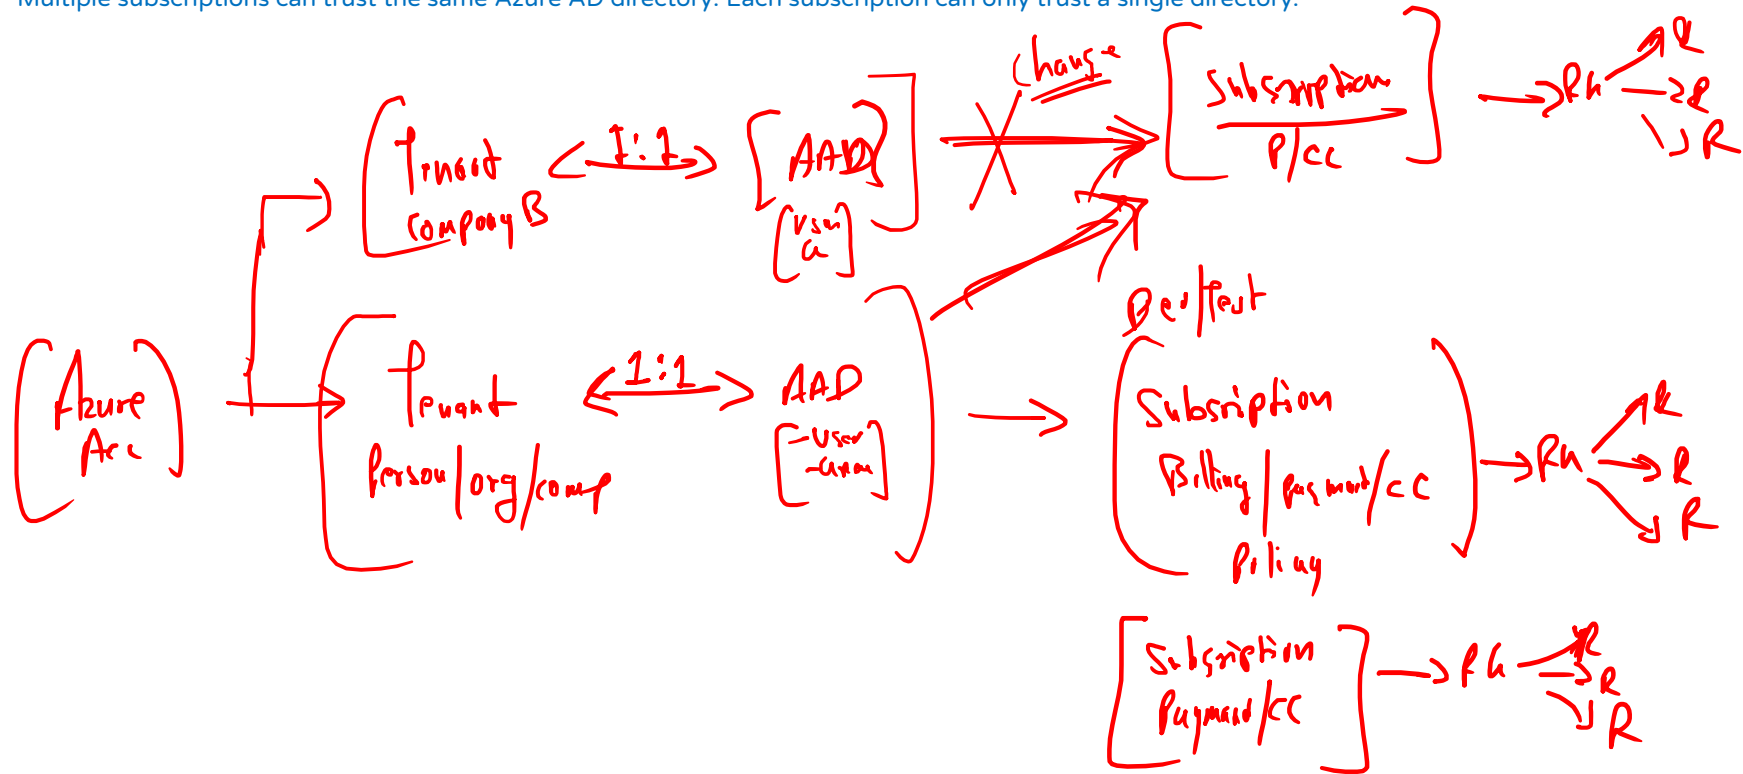 Multiple subscriptions can trust the same Azure AD directory. Each subscription can only trust a single directory.
Change
Tenant
Company B
1:1
AAD
User
G
Subscription
P/CC
RG
R
R
R
Azure
Acc
Tenant
Person/org/comp
1:1
AAD
-User
Dev/Test
Subscription
Billing/payment/CC
RG
R
R
R
Subscription
Payment/CC
RG
R
R
R